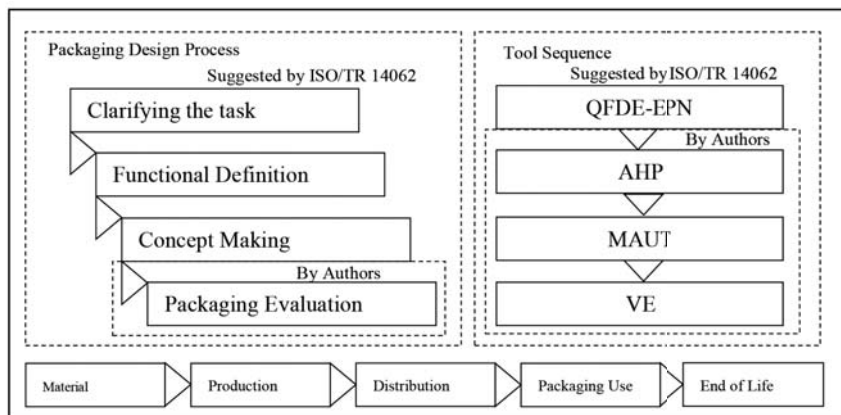 Packaging Design Process
Suggested by ISO/TR 14062
Clarifying the task
Functional Definition
Concept Making
By Authors
Packaging Evaluation
Tool Sequence
Suggested by ISO/TR 14062
QFDE-EPN
By Authors
AHP
MAUT
VE
Material
Production
Distribution
Packaging Use
End of Life